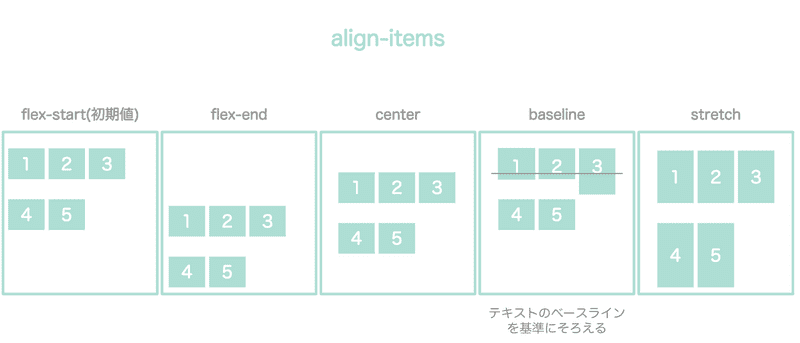 align-items
flex-start(初期値)
flex-end
center
baseline
stretch
1 2 3
4 5
1 2 3
4 5
1 2 3
4 5
1 2 3
4 5
1 2 3
4 5
テキストのベースライン
を基準にそろえる